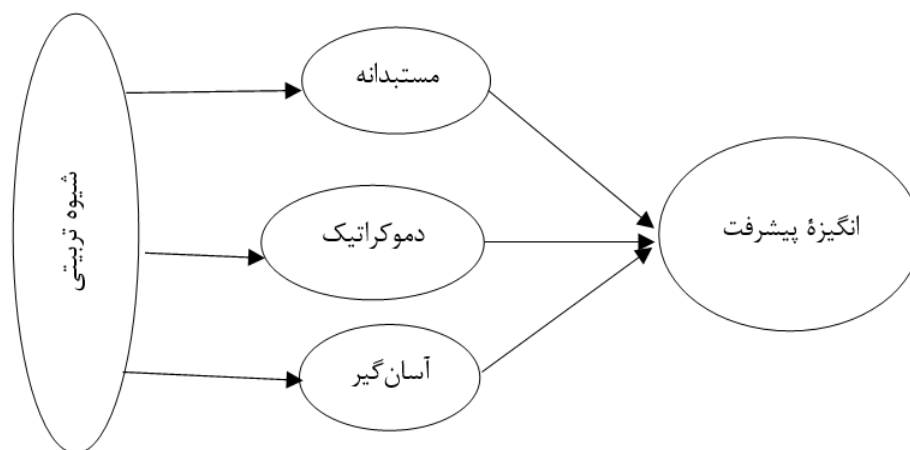 شیوه تربیتی
مستبدانه
دموکراتیک
آسان‌گیر
انگیزهٔ پیشرفت